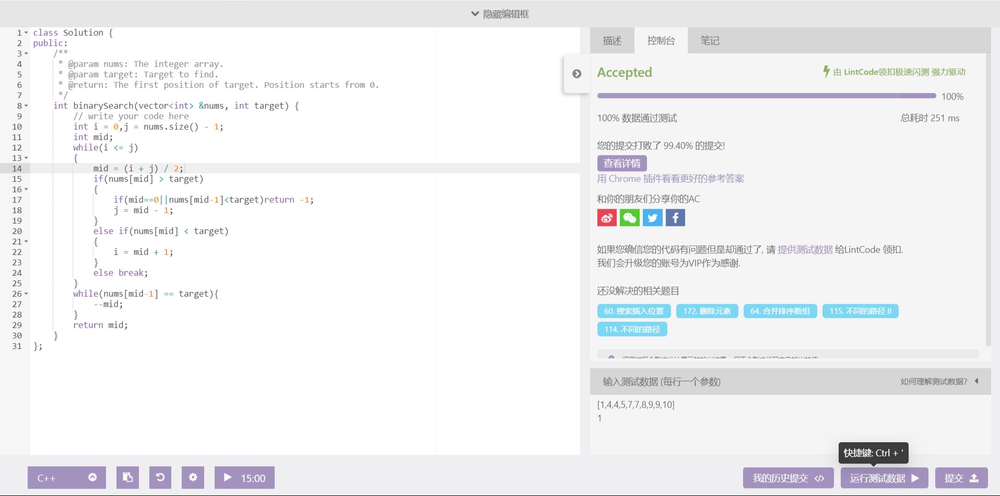 隐藏编辑框
1 class Solution {
2 public:
3     /**
4      * @param nums: The integer array.
5      * @param target: Target to find.
6      * @return: The first position of target. Position starts from 0.
7      */
8     int binarySearch(vector<int> &nums, int target) {
9         // write your code here
10         int i = 0,j = nums.size() - 1;
11         int mid;
12         while(i <= j)
13         {
14             mid = (i + j) / 2;
15             if(nums[mid] > target)
16             {
17                 if(mid==0||nums[mid-1]<target)return -1;
18                 j = mid - 1;
19             }
20             else if(nums[mid] < target)
21             {
22                 i = mid + 1;
23             }
24             else break;
25         }
26         while(nums[mid-1] == target){
27             --mid;
28         }
29         return mid;
30     }
31 };
描述 控制台 笔记
Accepted 由 LintCode领扣极速闪测 强力驱动
100%
100% 数据通过测试 总耗时 251 ms
您的提交打败了 99.40% 的提交!
查看详情
用 Chrome 插件看看更好的参考答案
和你的朋友们分享你的AC
如果您确信您的代码有问题但是却通过了, 请 提供测试数据 给LintCode 领扣.
我们会升级您的账号为VIP作为感谢.
还没解决的相关题目
60. 搜索插入位置 172. 删除元素 64. 合并排序数组 115. 不同的路径 II
114. 不同的路径
输入测试数据 (每行一个参数) 如何理解测试数据?
[1,4,4,5,7,7,8,9,9,10]
1
快捷键: Ctrl + '
C++ 15:00 我的历史提交 运行测试数据 提交